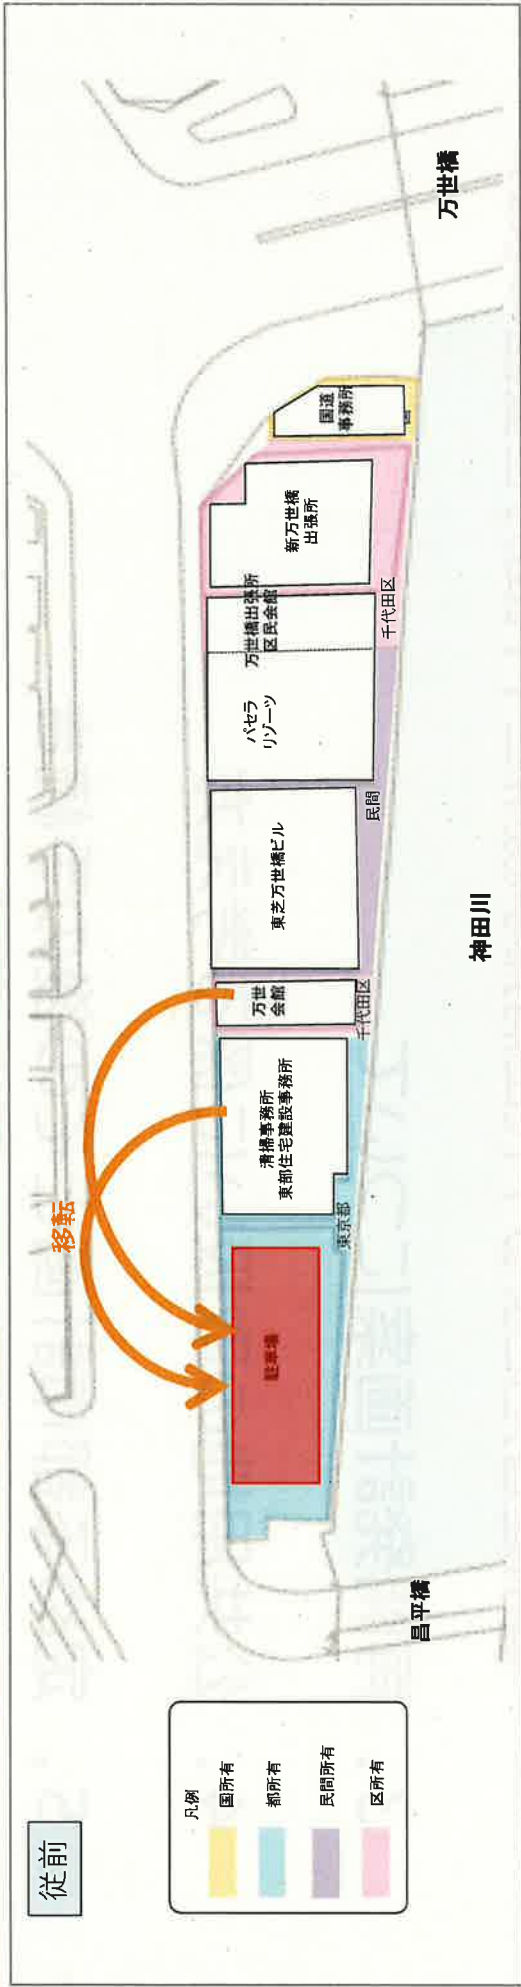 従前
凡例
国所有
都所有
民間所有
区所有
移転
駐車場
清掃事務所
東部住宅建設事務所
東京都
万世
会館
千代田区
東芝万世橋ビル
民間
パセラ
リゾーツ
万世橋出張所
区民会館
千代田区
新万世橋
出張所
国道
事務所
国
昌平橋
神田川
万世橋